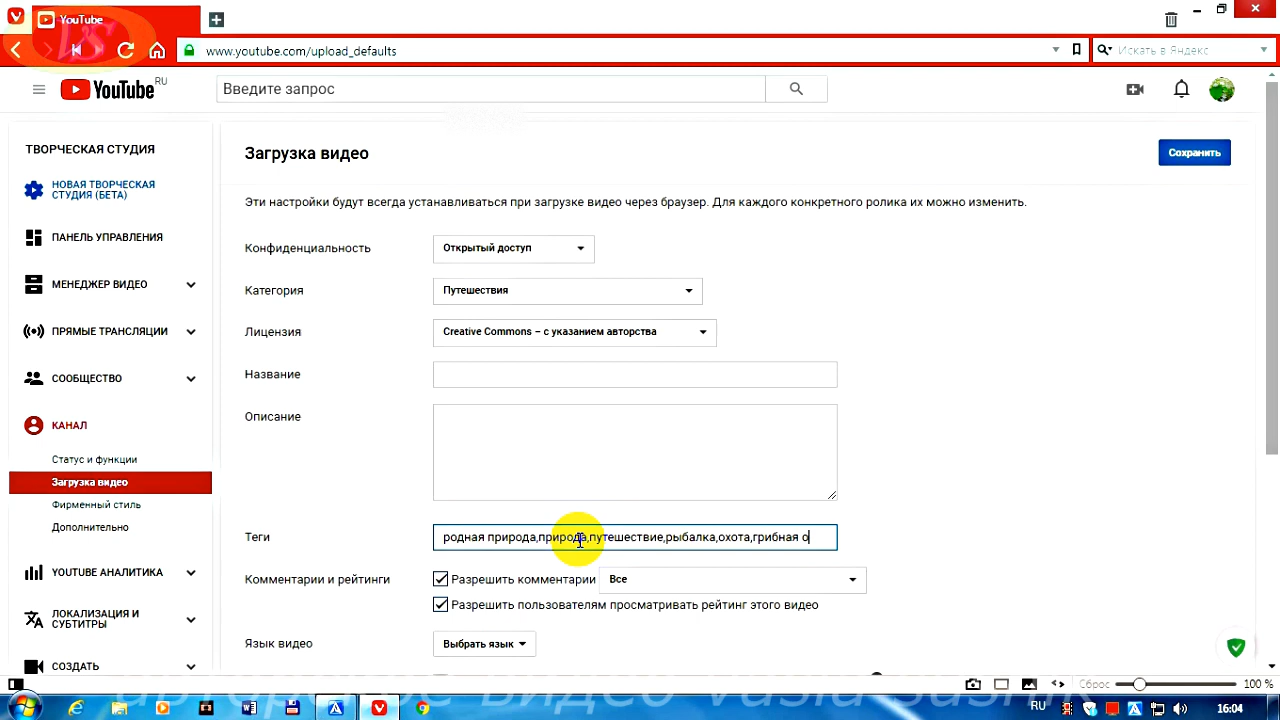 YouTube
VS
www.youtube.com/upload_defaults
Искать в Яндекс
YouTube RU
Введите запрос
ТВОРЧЕСКАЯ СТУДИЯ
НОВАЯ ТВОРЧЕСКАЯ
СТУДИЯ (БЕТА)
ПАНЕЛЬ УПРАВЛЕНИЯ
МЕНЕДЖЕР ВИДЕО
ПРЯМЫЕ ТРАНСЛЯЦИИ
СООБЩЕСТВО
КАНАЛ
Статус и функции
Загрузка видео
Фирменный стиль
Дополнительно
YOUTUBE АНАЛИТИКА
ЛОКАЛИЗАЦИЯ И
СУБТИТРЫ
СОЗДАТЬ
Загрузка видео
Сохранить
Эти настройки будут всегда устанавливаться при загрузке видео через браузер. Для каждого конкретного ролика их можно изменить.
Конфиденциальность Открытый доступ
Категория Путешествия
Лицензия Creative Commons – с указанием авторства
Название
Описание
Теги родная природа,природа,путешествие,рыбалка,охота,грибная о
Комментарии и рейтинги Разрешить комментарии Все
Разрешить пользователям просматривать рейтинг этого видео
Язык видео Выбрать язык
Сброс 100 %
RU 16:04